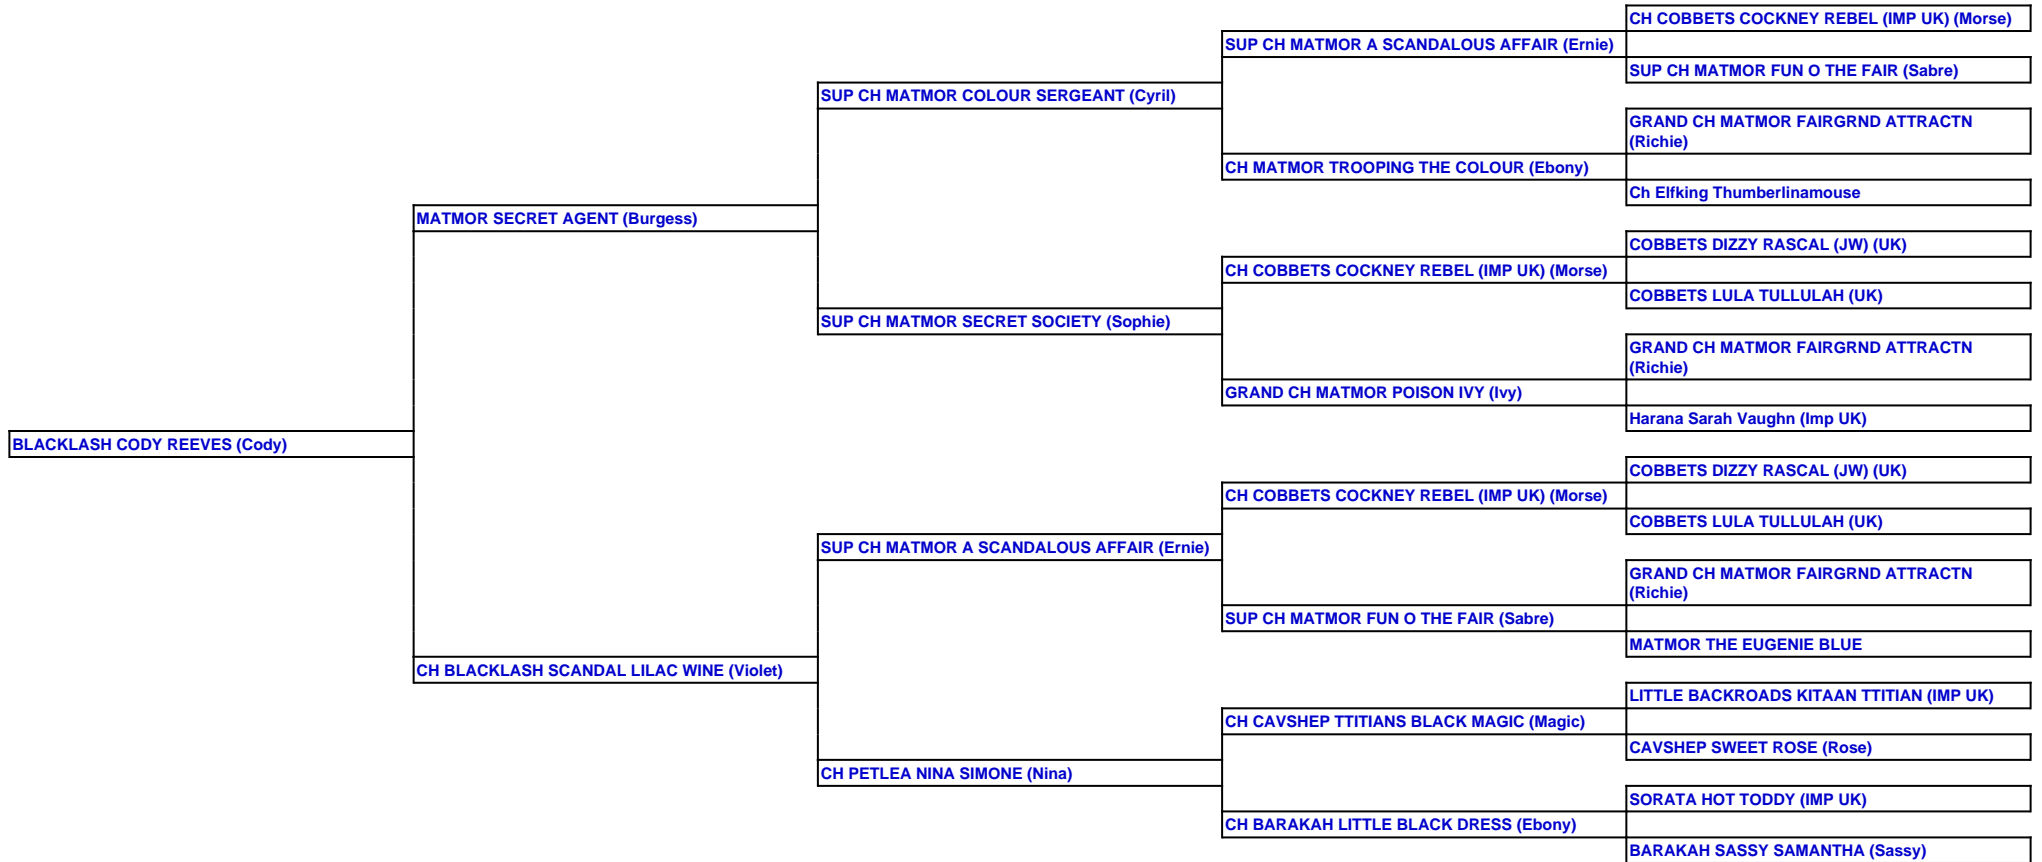 CH COBBETS COCKNEY REBEL (IMP UK) (Morse)
SUP CH MATMOR A SCANDALOUS AFFAIR (Ernie)
SUP CH MATMOR FUN O THE FAIR (Sabre)
SUP CH MATMOR COLOUR SERGEANT (Cyril)
GRAND CH MATMOR FAIRGRND ATTRACTN
(Richie)
CH MATMOR TROOPING THE COLOUR (Ebony)
Ch Elfking Thumberlinamouse
MATMOR SECRET AGENT (Burgess)
COBBETS DIZZY RASCAL (JW) (UK)
CH COBBETS COCKNEY REBEL (IMP UK) (Morse)
COBBETS LULA TULLULAH (UK)
SUP CH MATMOR SECRET SOCIETY (Sophie)
GRAND CH MATMOR FAIRGRND ATTRACTN
(Richie)
GRAND CH MATMOR POISON IVY (Ivy)
Harana Sarah Vaughn (Imp UK)
BLACKLASH CODY REEVES (Cody)
COBBETS DIZZY RASCAL (JW) (UK)
CH COBBETS COCKNEY REBEL (IMP UK) (Morse)
COBBETS LULA TULLULAH (UK)
SUP CH MATMOR A SCANDALOUS AFFAIR (Ernie)
GRAND CH MATMOR FAIRGRND ATTRACTN
(Richie)
SUP CH MATMOR FUN O THE FAIR (Sabre)
MATMOR THE EUGENIE BLUE
CH BLACKLASH SCANDAL LILAC WINE (Violet)
LITTLE BACKROADS KITAAN TTITIAN (IMP UK)
CH CAVSHEP TTITIANS BLACK MAGIC (Magic)
CAVSHEP SWEET ROSE (Rose)
CH PETLEA NINA SIMONE (Nina)
SORATA HOT TODDY (IMP UK)
CH BARAKAH LITTLE BLACK DRESS (Ebony)
BARAKAH SASSY SAMANTHA (Sassy)